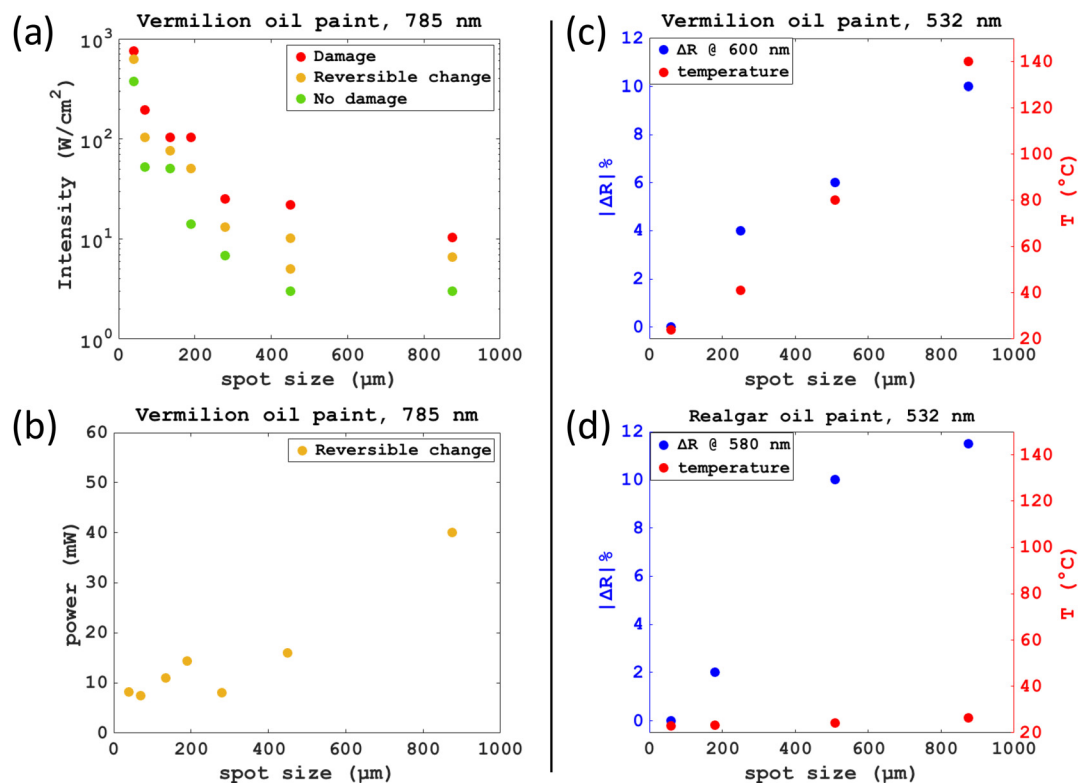 (a)
Vermilion oil paint, 785 nm
10³
10²
10¹
10⁰
Intensity (W/cm²)
Damage
Reversible change
No damage
0 200 400 600 800 1000
spot size (μm)
(b)
Vermilion oil paint, 785 nm
60
50
40
30
20
10
0
power (mW)
Reversible change
0 200 400 600 800 1000
spot size (μm)
(c)
Vermilion oil paint, 532 nm
12
10
8
6
4
2
0
|ΔR|%
ΔR @ 600 nm
temperature
140
120
100
80
60
40
20
T (°C)
0 200 400 600 800 1000
spot size (μm)
(d)
Realgar oil paint, 532 nm
12
10
8
6
4
2
0
|ΔR|%
ΔR @ 580 nm
temperature
140
120
100
80
60
40
20
T (°C)
0 200 400 600 800 1000
spot size (μm)